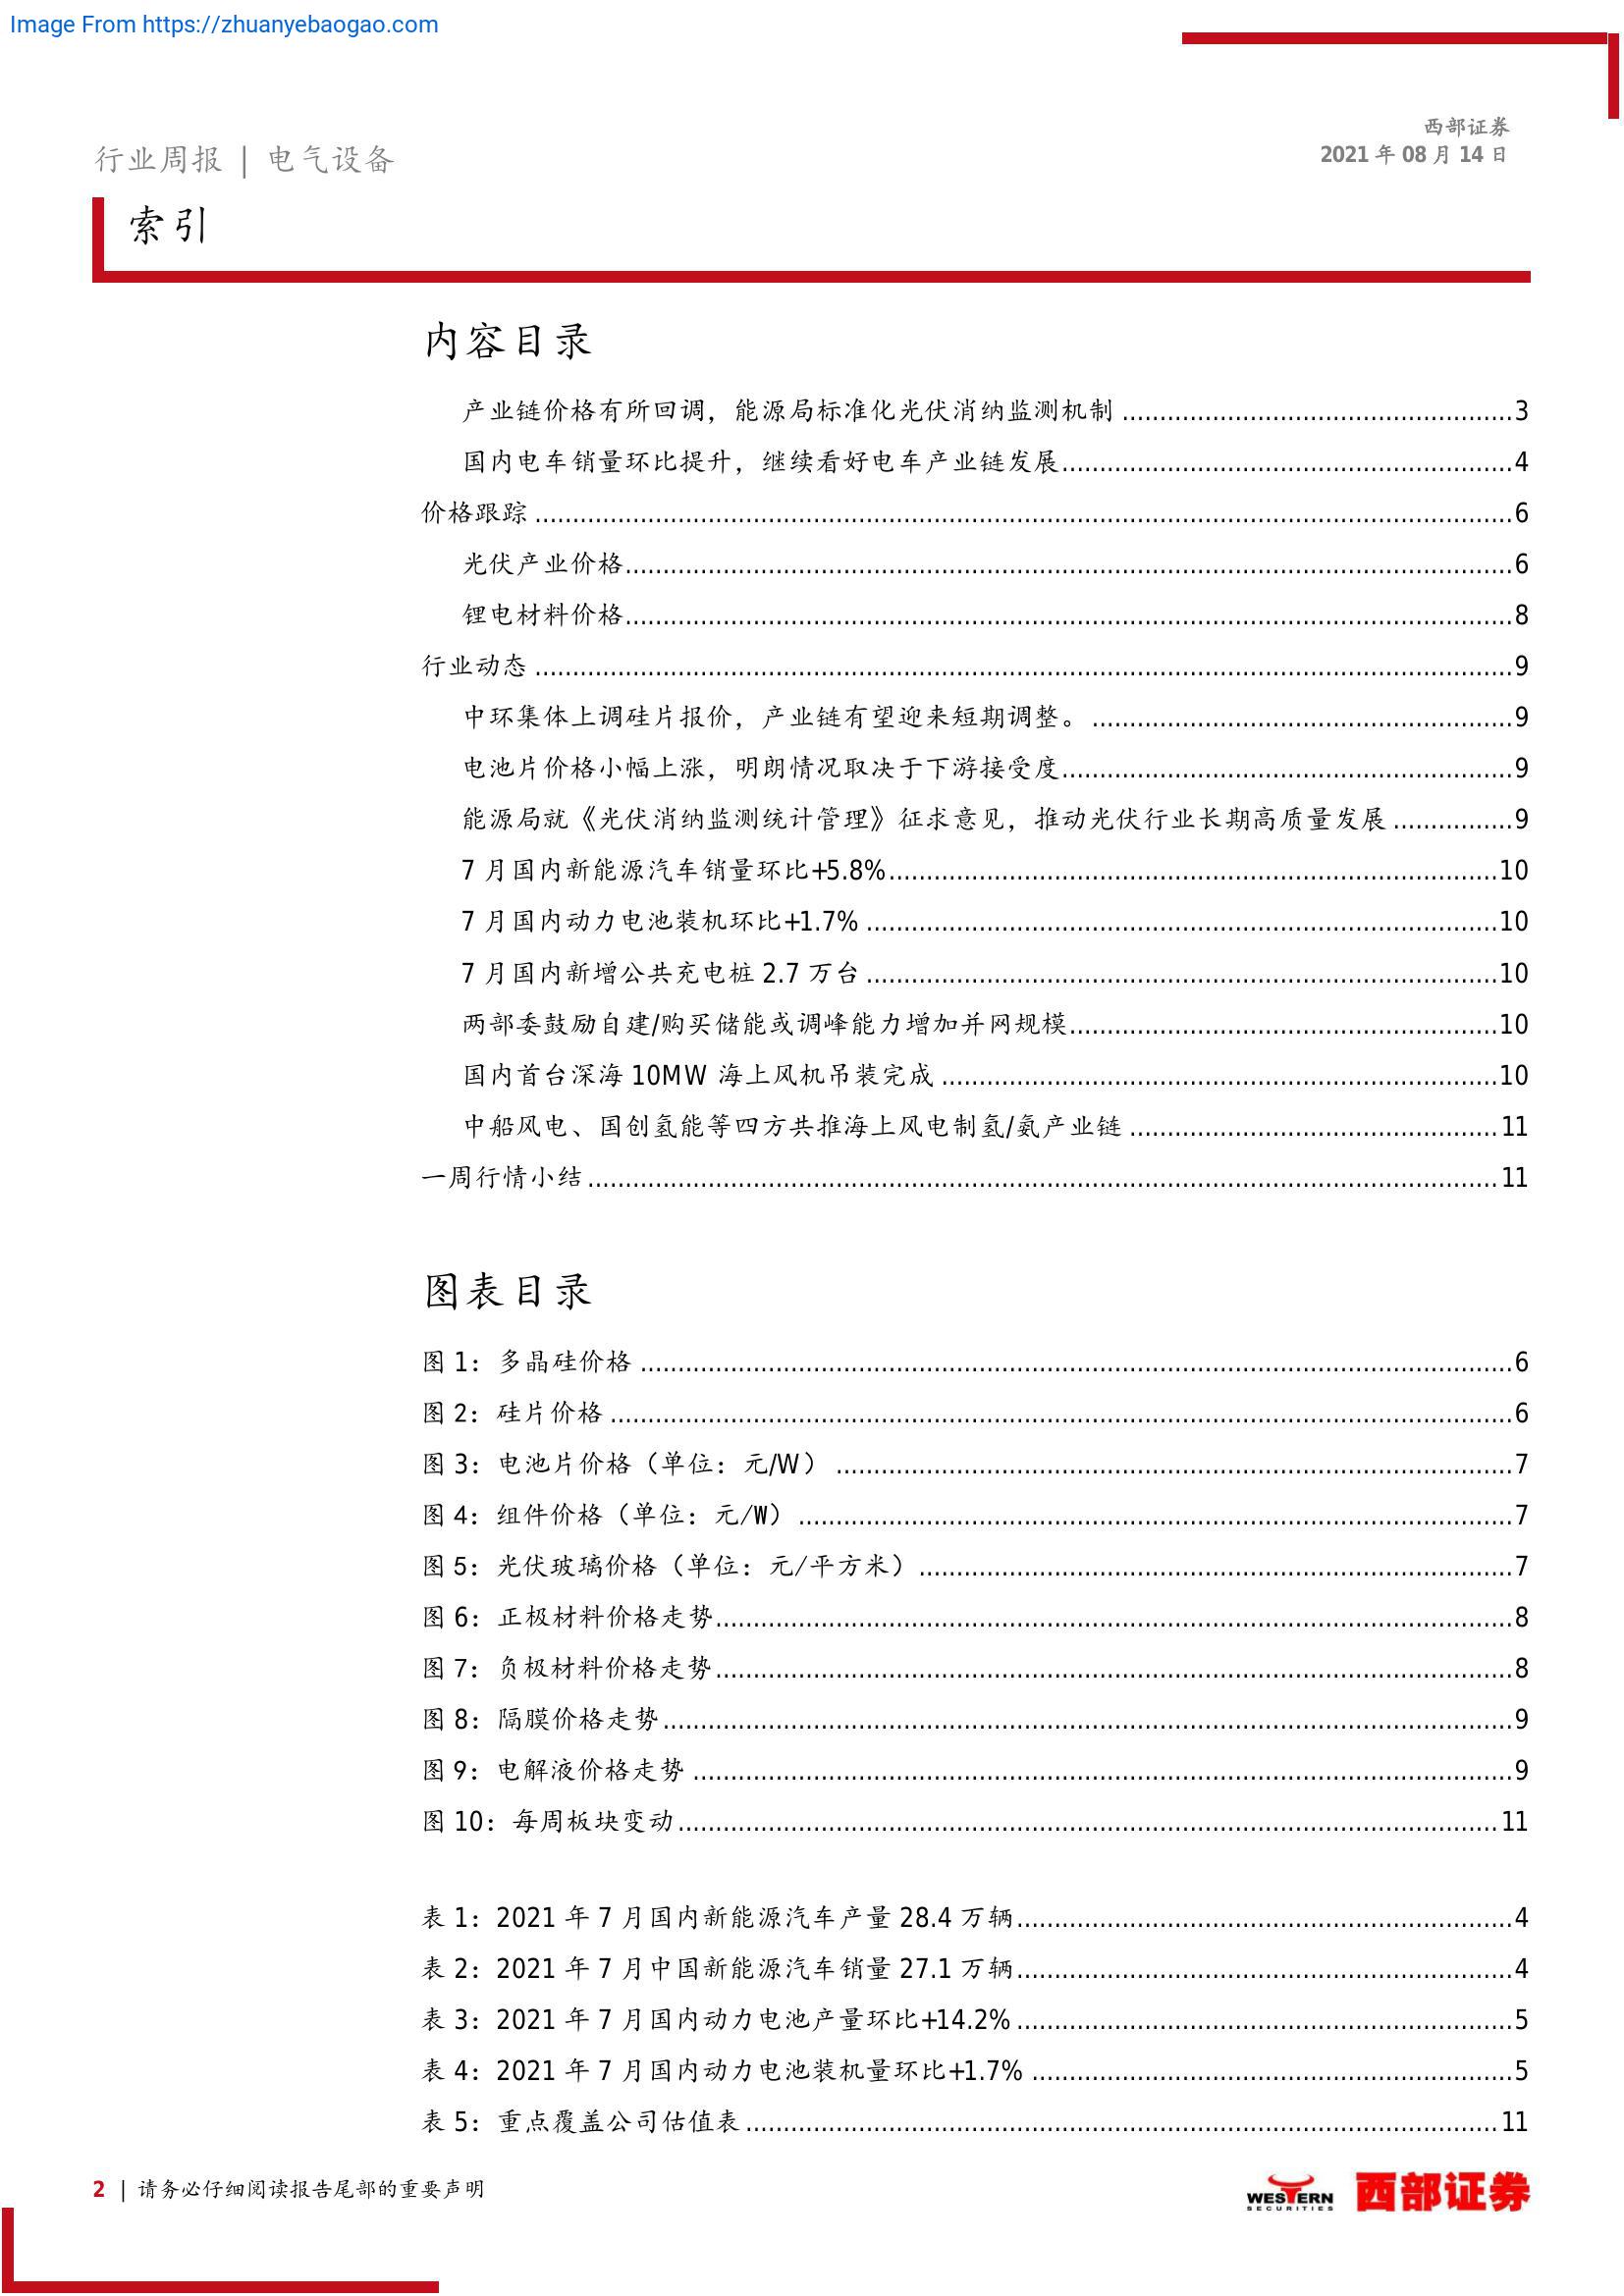 Image From https://zhuanyebaogao.com
西部证券
2021 年 08 月 14 日
行业周报 | 电气设备
索引
内容目录
产业链价格有所回调，能源局标准化光伏消纳监测机制 ........ 3
国内电车销量环比提升，继续看好电车产业链发展 ........ 4
价格跟踪 ........ 6
光伏产业价格 ........ 6
锂电材料价格 ........ 8
行业动态 ........ 9
中环集体上调硅片报价，产业链有望迎来短期调整。 ........ 9
电池片价格小幅上涨，明朗情况取决于下游接受度 ........ 9
能源局就《光伏消纳监测统计管理》征求意见，推动光伏行业长期高质量发展 ........ 9
7 月国内新能源汽车销量环比+5.8% ........ 10
7 月国内动力电池装机环比+1.7% ........ 10
7 月国内新增公共充电桩 2.7 万台 ........ 10
两部委鼓励自建/购买储能或调峰能力增加并网规模 ........ 10
国内首台深海 10MW 海上风机吊装完成 ........ 10
中船风电、国创氢能等四方共推海上风电制氢/氨产业链 ........ 11
一周行情小结 ........ 11
图表目录
图 1：多晶硅价格 ........ 6
图 2：硅片价格 ........ 6
图 3：电池片价格（单位：元/W） ........ 7
图 4：组件价格（单位：元/W） ........ 7
图 5：光伏玻璃价格（单位：元/平方米） ........ 7
图 6：正极材料价格走势 ........ 8
图 7：负极材料价格走势 ........ 8
图 8：隔膜价格走势 ........ 9
图 9：电解液价格走势 ........ 9
图 10：每周板块变动 ........ 11
表 1：2021 年 7 月国内新能源汽车产量 28.4 万辆 ........ 4
表 2：2021 年 7 月中国新能源汽车销量 27.1 万辆 ........ 4
表 3：2021 年 7 月国内动力电池产量环比+14.2% ........ 5
表 4：2021 年 7 月国内动力电池装机量环比+1.7% ........ 5
表 5：重点覆盖公司估值表 ........ 11
2 | 请务必仔细阅读报告尾部的重要声明
WESTERN
SECURITIES
西部证券